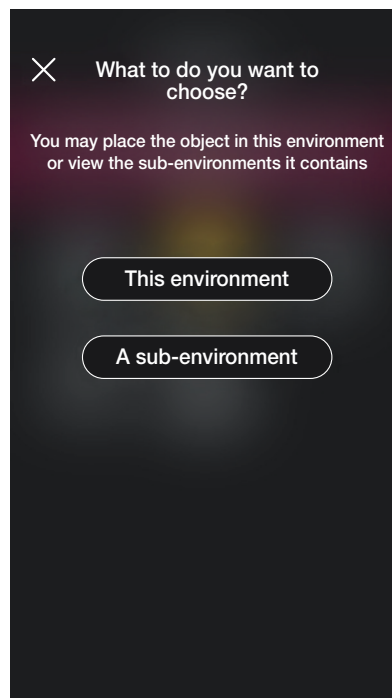 What to do you want to
choose?
You may place the object in this environment
or view the sub-environments it contains
This environment
A sub-environment